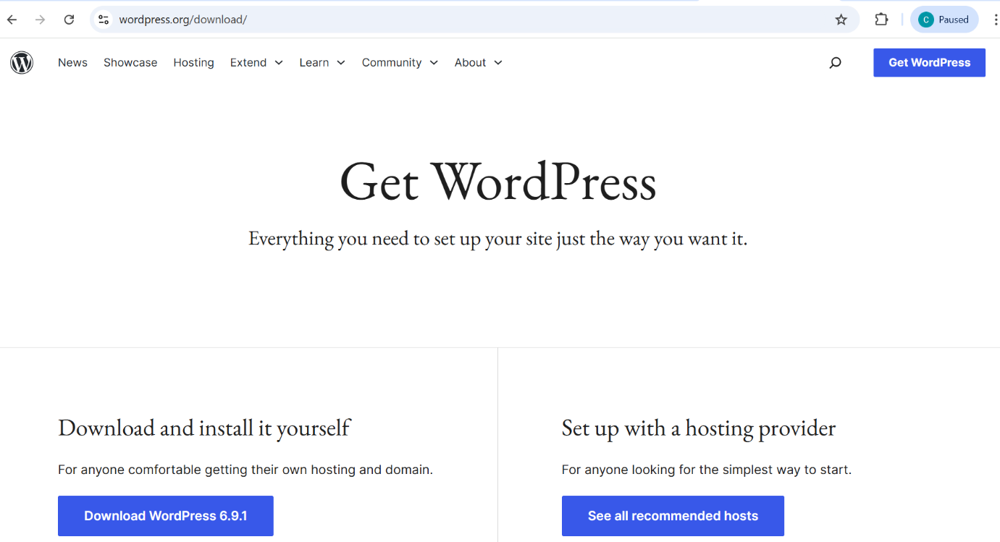 wordpress.org/download/
C Paused
News Showcase Hosting Extend Learn Community About Get WordPress
Get WordPress
Everything you need to set up your site just the way you want it.
Download and install it yourself
For anyone comfortable getting their own hosting and domain.
Download WordPress 6.9.1
Set up with a hosting provider
For anyone looking for the simplest way to start.
See all recommended hosts